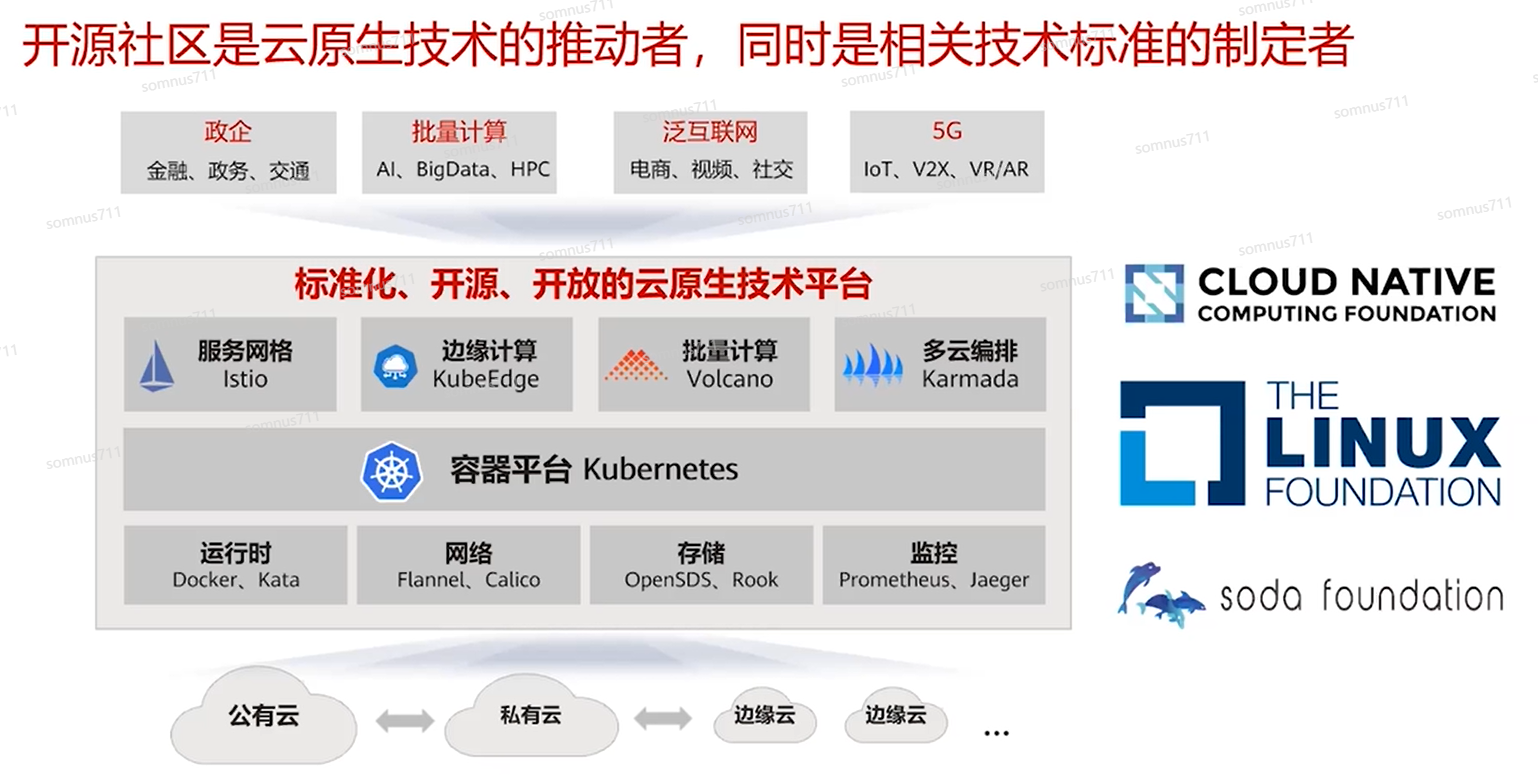 开源社区是云原生技术的推动者，同时是相关技术标准的制定者
政企
金融、政务、交通
批量计算
AI、BigData、HPC
泛互联网
电商、视频、社交
5G
IoT、V2X、VR/AR
标准化、开源、开放的云原生技术平台
服务网格
Istio
边缘计算
KubeEdge
批量计算
Volcano
多云编排
Karmada
容器平台 Kubernetes
运行时
Docker、Kata
网络
Flannel、Calico
存储
OpenSDS、Rook
监控
Prometheus、Jaeger
公有云
私有云
边缘云
边缘云
...
CLOUD NATIVE
COMPUTING FOUNDATION
THE
LINUX
FOUNDATION
soda foundation
somnus711